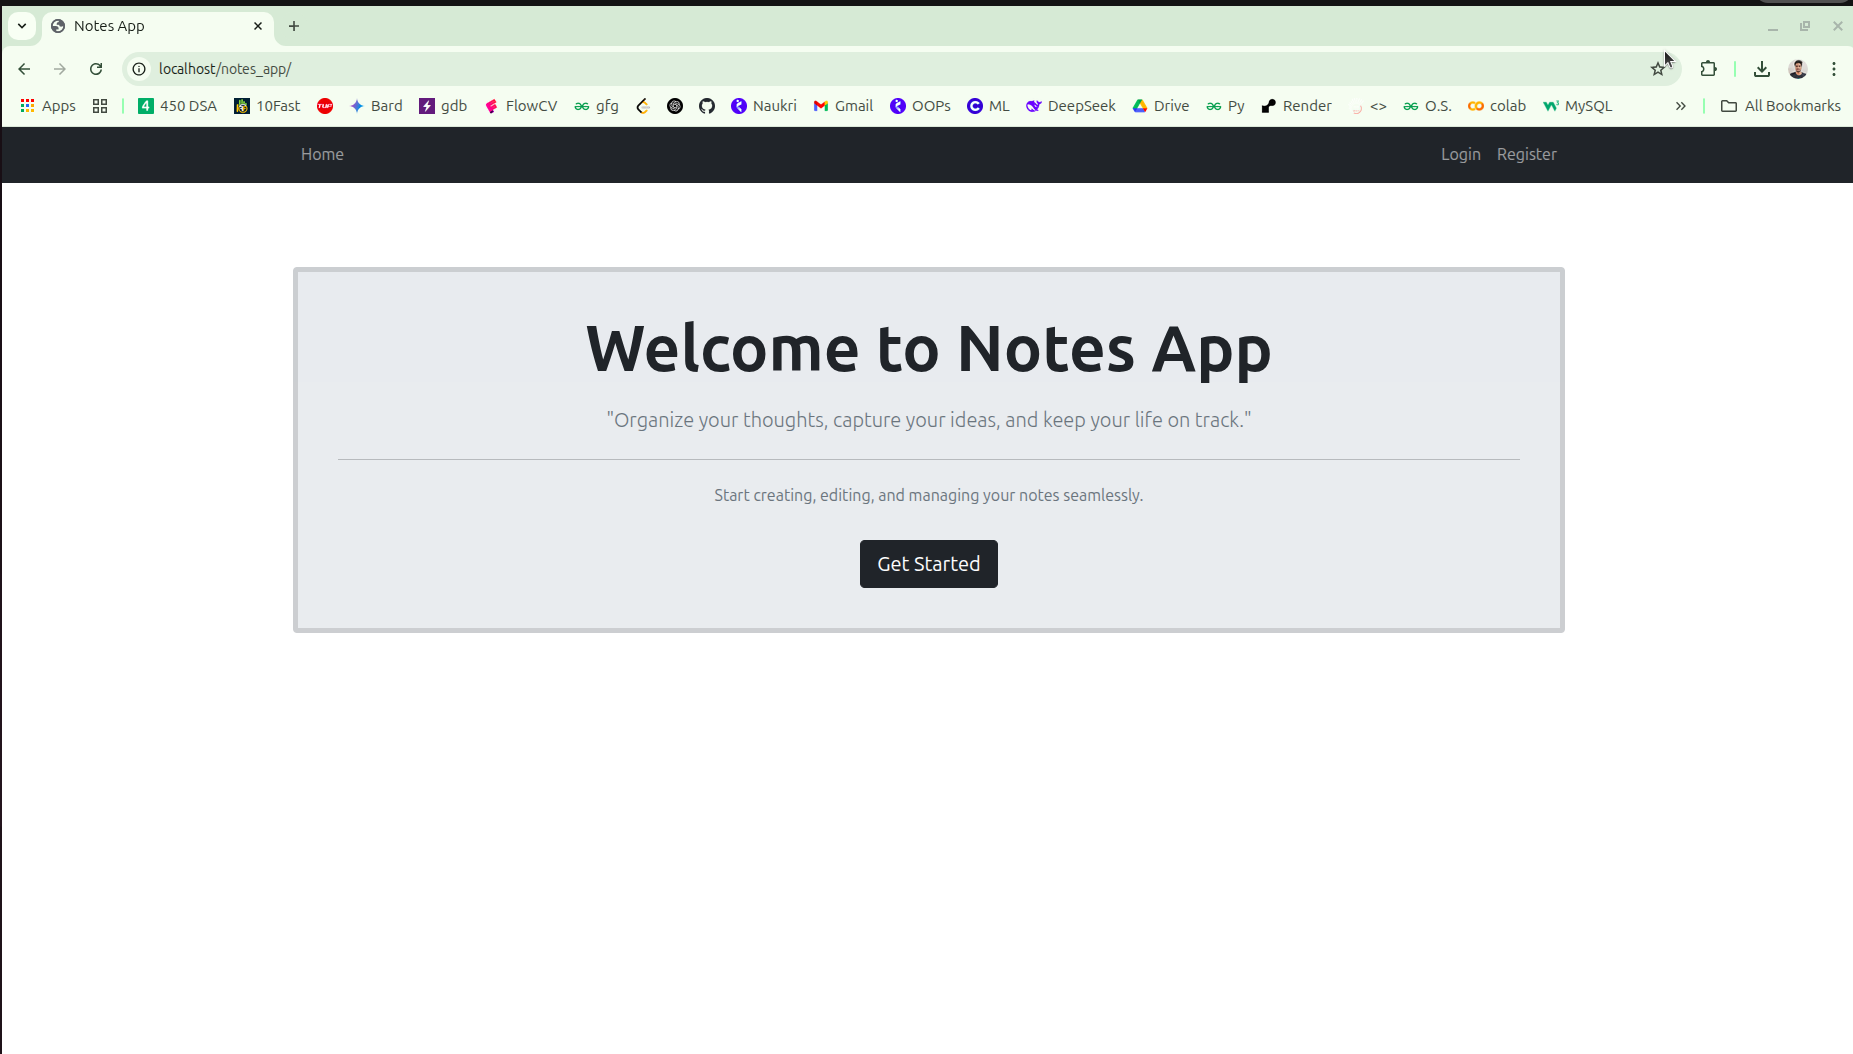 Notes App
localhost/notes_app/
Apps 4 450 DSA 10Fast TUF Bard gdb FlowCV gfg Naukri Gmail OOPs ML DeepSeek Drive Py Render <> O.S. colab MySQL » All Bookmarks
Home Login Register
Welcome to Notes App
"Organize your thoughts, capture your ideas, and keep your life on track."
Start creating, editing, and managing your notes seamlessly.
Get Started